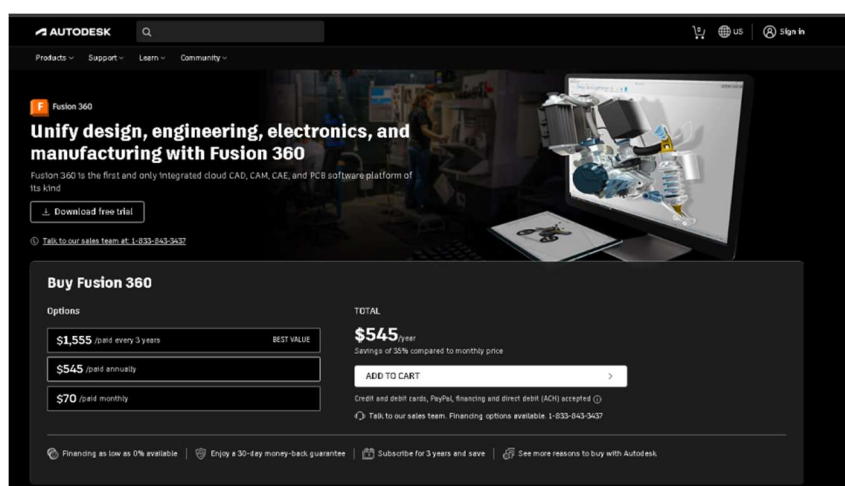 AUTODESK
0
US
Sign in
Products
Support
Learn
Community
F
Fusion 360
Unify design, engineering, electronics, and
manufacturing with Fusion 360
Fusion 360 is the first and only integrated cloud CAD, CAM, CAE, and PCB software platform of
its kind
Download free trial
Talk to our sales team at: 1-833-843-3437
Buy Fusion 360
Options
$1,555 /paid every 3 years BEST VALUE
$545 /paid annually
$70 /paid monthly
TOTAL
$545/year
Savings of 35% compared to monthly price
ADD TO CART
Credit and debit cards, PayPal, financing and direct debit (ACH) accepted
Talk to our sales team. Financing options available. 1-833-843-3437
Financing as low as 0% available
Enjoy a 30-day money-back guarantee
Subscribe for 3 years and save
See more reasons to buy with Autodesk